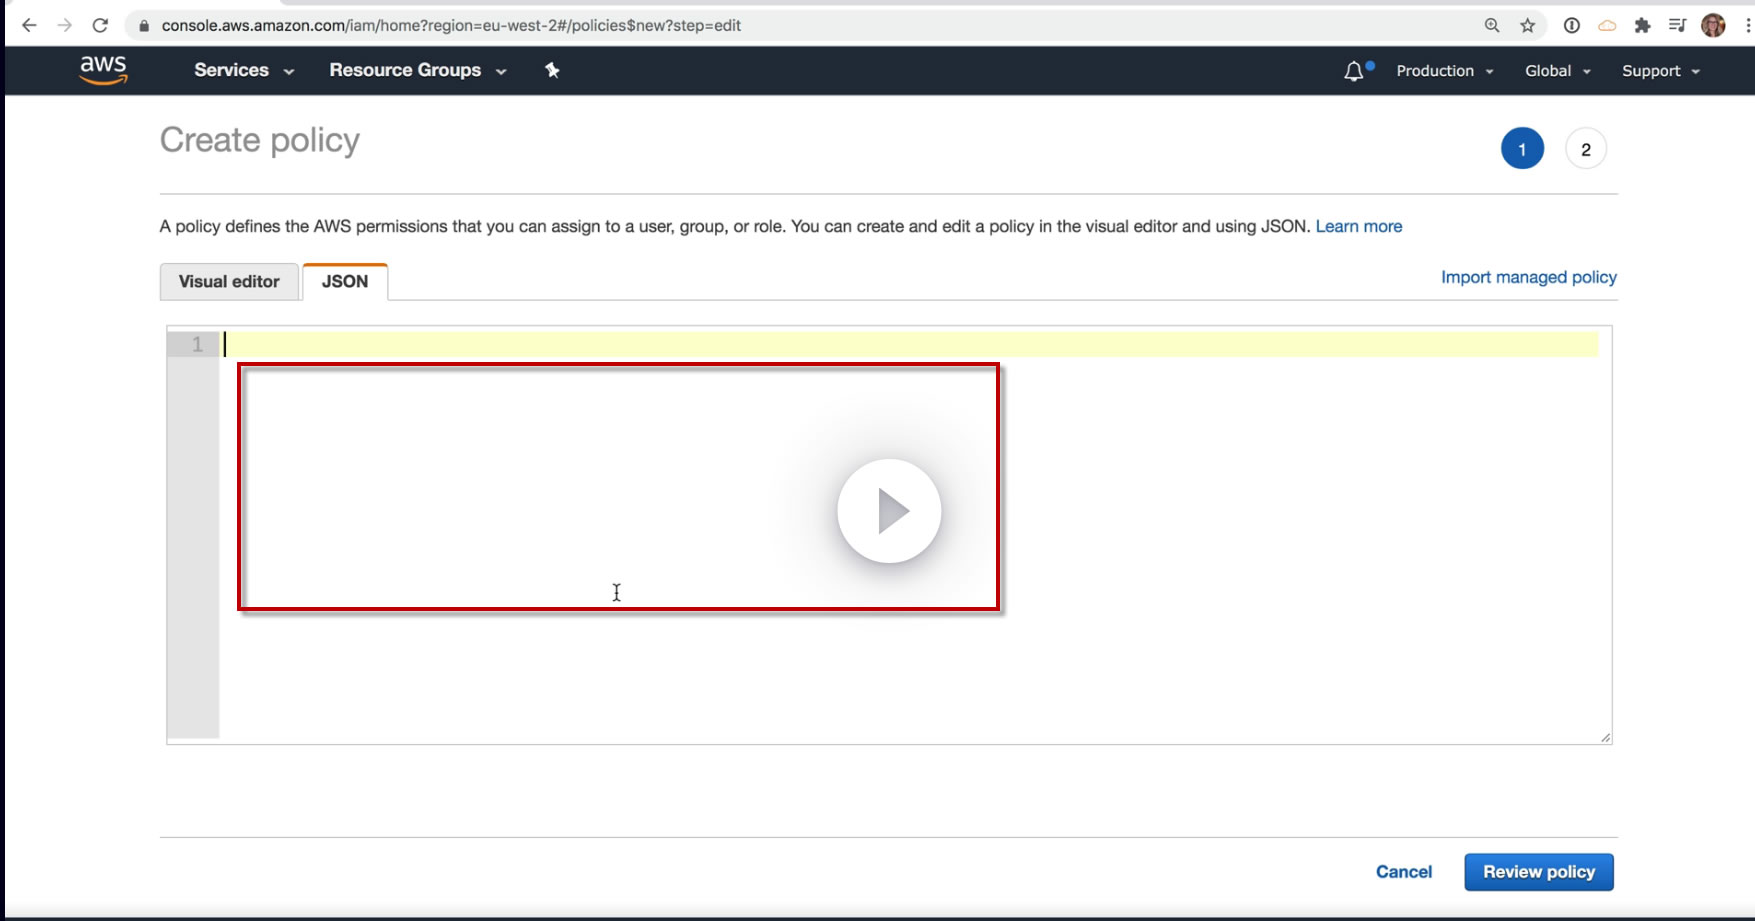 console.aws.amazon.com/iam/home?region=eu-west-2#/policies$new?step=edit
aws Services Resource Groups Production Global Support
Create policy 1 2
A policy defines the AWS permissions that you can assign to a user, group, or role. You can create and edit a policy in the visual editor and using JSON. Learn more
Visual editor JSON Import managed policy
1
Cancel Review policy